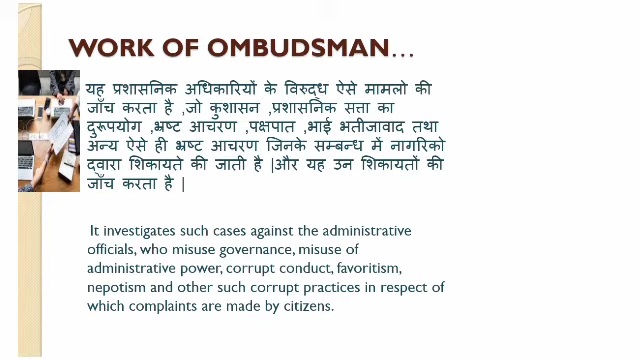 WORK OF OMBUDSMAN…
यह प्रशासनिक अधिकारियों के विरुद्ध ऐसे मामलो की
जाँच करता है ,जो कुशासन ,प्रशासनिक सत्ता का
दुरूपयोग ,भ्रष्ट आचरण ,पक्षपात ,भाई भतीजावाद तथा
अन्य ऐसे ही भ्रष्ट आचरण जिनके सम्बन्ध में नागरिको
दवारा शिकायते की जाती है |और यह उन शिकायतों की
जाँच करता है |
It investigates such cases against the administrative
officials, who misuse governance, misuse of
administrative power, corrupt conduct, favoritism,
nepotism and other such corrupt practices in respect of
which complaints are made by citizens.